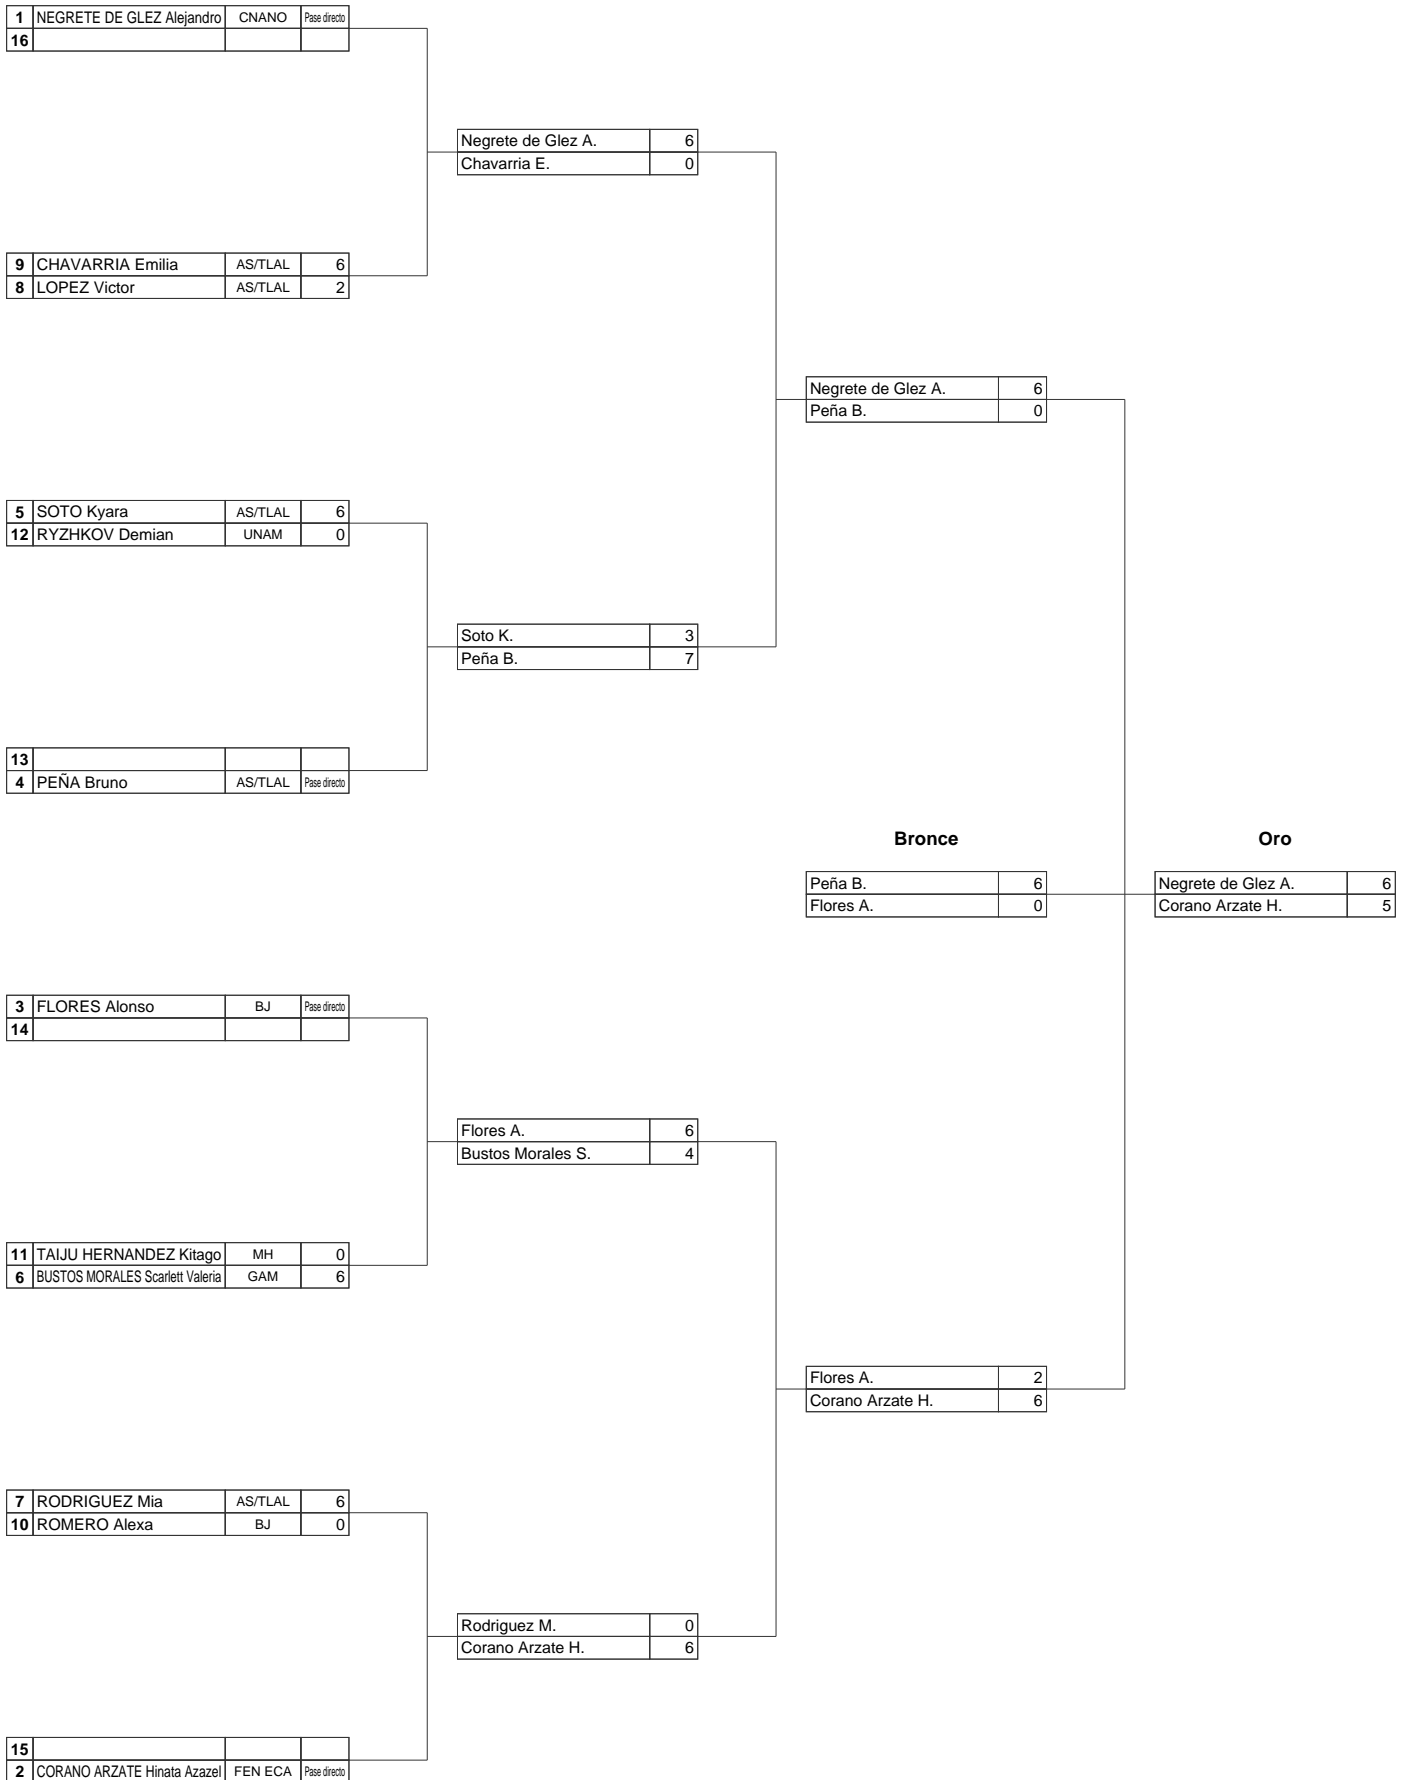 1 NEGRETE DE GLEZ Alejandro CNANO Pase directo
16
Negrete de Glez A. 6
Chavarria E. 0
9 CHAVARRIA Emilia AS/TLAL 6
8 LOPEZ Victor AS/TLAL 2
Negrete de Glez A. 6
Peña B. 0
5 SOTO Kyara AS/TLAL 6
12 RYZHKOV Demian UNAM 0
Soto K. 3
Peña B. 7
13
4 PEÑA Bruno AS/TLAL Pase directo
Bronce Oro
Peña B. 6 Negrete de Glez A. 6
Flores A. 0 Corano Arzate H. 5
3 FLORES Alonso BJ Pase directo
14
Flores A. 6
Bustos Morales S. 4
11 TAIJU HERNANDEZ Kitago MH 0
6 BUSTOS MORALES Scarlett Valeria GAM 6
Flores A. 2
Corano Arzate H. 6
7 RODRIGUEZ Mia AS/TLAL 6
10 ROMERO Alexa BJ 0
Rodriguez M. 0
Corano Arzate H. 6
15
2 CORANO ARZATE Hinata Azazel FEN ECA Pase directo